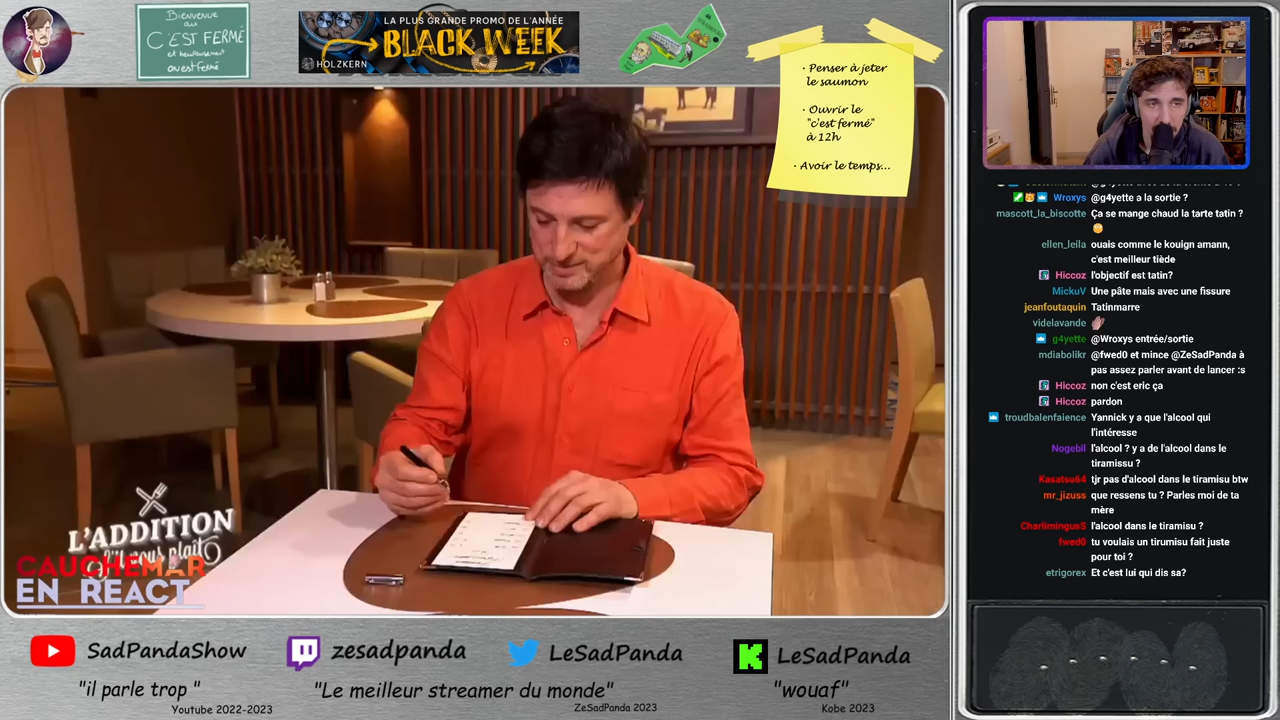 Bienvenue
au
C'EST FERMÉ
et heureusement
on est fermé
LA PLUS GRANDE PROMO DE L'ANNÉE
BLACK WEEK
HOLZKERN
· Penser à jeter
le saumon
· Ouvrir le
"c'est fermé"
à 12h
· Avoir le temps...
L'ADDITION
s'il vous plaît
CAUCHEMAR
EN REACT
Wroxys @g4yette a la sortie ?
mascott_la_biscotte Ça se mange chaud la tarte tatin ?
ellen_leila ouais comme le kouign amann,
c'est meilleur tiède
Hiccoz l'objectif est tatin?
MickuV Une pâte mais avec une fissure
jeanfoutaquin Tatinmarre
videlavande
g4yette @Wroxys entrée/sortie
mdiabolikr @fwed0 et mince @ZeSadPanda à
pas assez parler avant de lancer :s
Hiccoz non c'est eric ça
Hiccoz pardon
troudbalenfaience Yannick y a que l'alcool qui
l'intéresse
Nogebil l'alcool ? y a de l'alcool dans le
tiramissu ?
Kasatsu64 tjr pas d'alcool dans le tiramisu btw
mr_jizuss que ressens tu ? Parles moi de ta
mère
CharlimingusS l'alcool dans le tiramisu ?
fwed0 tu voulais un tirumisu fait juste
pour toi ?
etrigorex Et c'est lui qui dis sa?
SadPandaShow
"il parle trop "
Youtube 2022-2023
zesadpanda
"Le meilleur streamer du monde"
ZeSadPanda 2023
LeSadPanda
LeSadPanda
"wouaf"
Kobe 2023